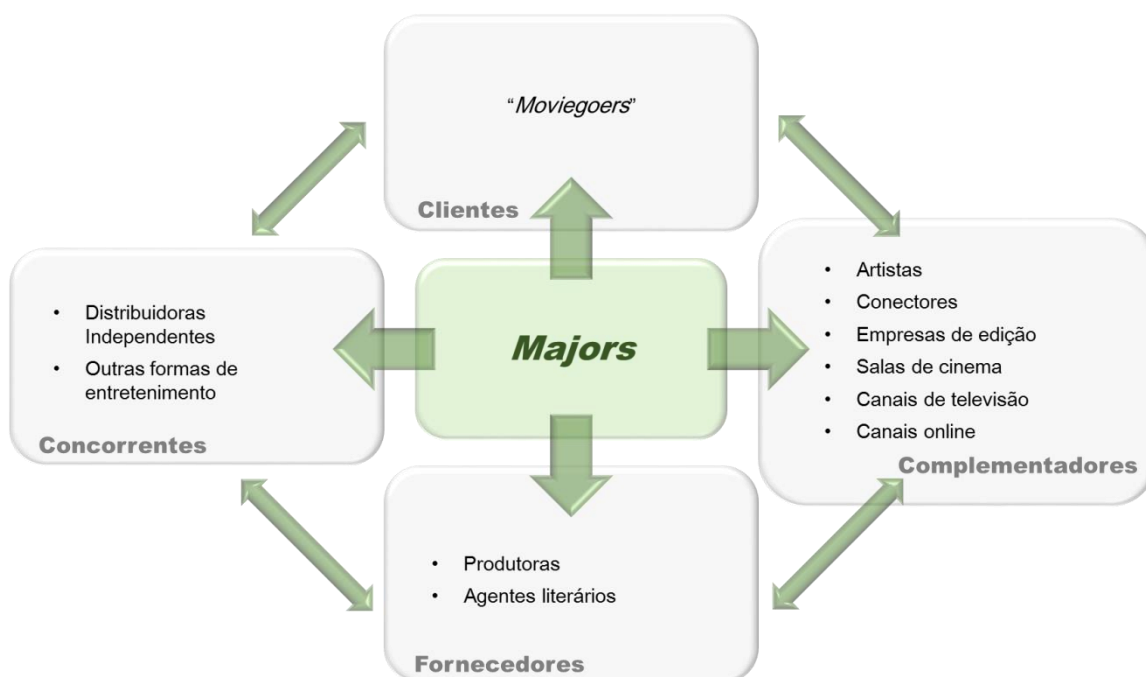 “Moviegoers”
Clientes
• Distribuidoras
Independentes
• Outras formas de
entretenimento
Concorrentes
Majors
• Artistas
• Conectores
• Empresas de edição
• Salas de cinema
• Canais de televisão
• Canais online
Complementadores
• Produtoras
• Agentes literários
Fornecedores